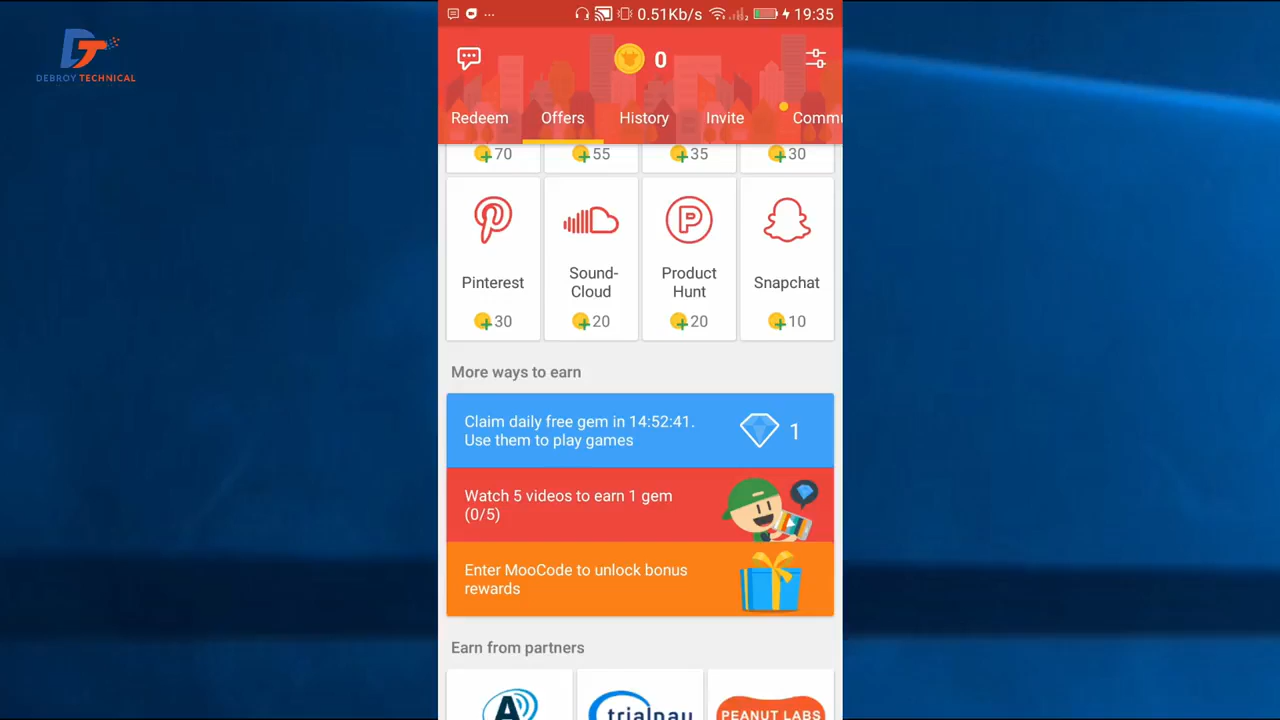 0.51Kb/s
19:35
DEBROY TECHNICAL
0
Redeem
Offers
History
Invite
Commu
70
55
35
30
Pinterest
Sound-
Cloud
Product
Hunt
Snapchat
30
20
20
10
More ways to earn
Claim daily free gem in 14:52:41.
Use them to play games
1
Watch 5 videos to earn 1 gem
(0/5)
Enter MooCode to unlock bonus
rewards
Earn from partners
trialpay
PEANUT LABS